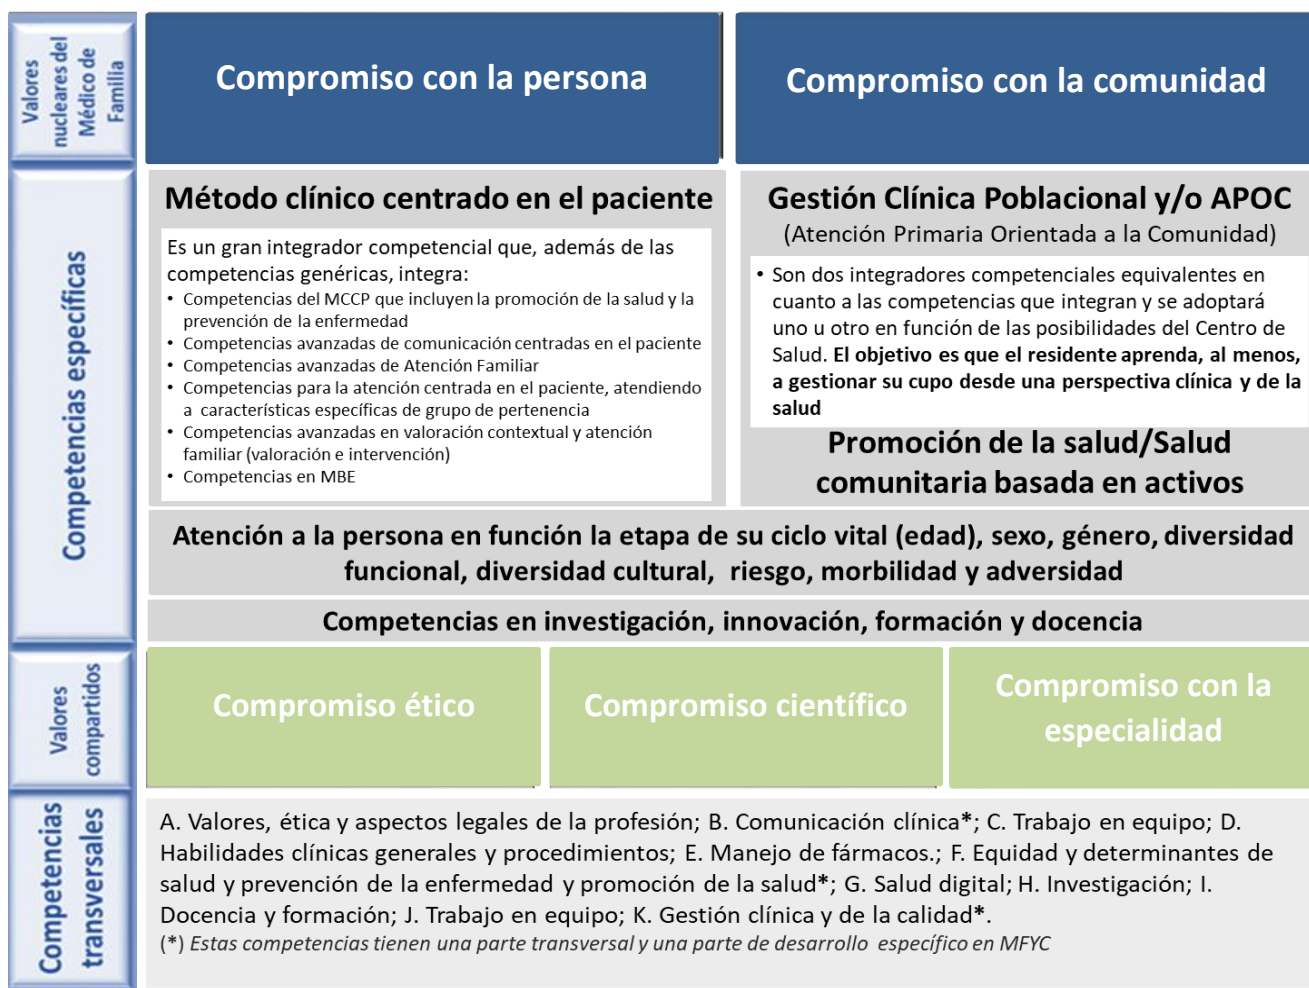 Valores
nucleares del
Médico de
Familia
Compromiso con la persona
Compromiso con la comunidad
Competencias específicas
Método clínico centrado en el paciente
Es un gran integrador competencial que, además de las
competencias genéricas, integra:
• Competencias del MCCP que incluyen la promoción de la salud y la
prevención de la enfermedad
• Competencias avanzadas de comunicación centradas en el paciente
• Competencias avanzadas de Atención Familiar
• Competencias para la atención centrada en el paciente, atendiendo
a características específicas de grupo de pertenencia
• Competencias avanzadas en valoración contextual y atención
familiar (valoración e intervención)
• Competencias en MBE
Gestión Clínica Poblacional y/o APOC
(Atención Primaria Orientada a la Comunidad)
• Son dos integradores competenciales equivalentes en
cuanto a las competencias que integran y se adoptará
uno u otro en función de las posibilidades del Centro de
Salud. El objetivo es que el residente aprenda, al menos,
a gestionar su cupo desde una perspectiva clínica y de la
salud
Promoción de la salud/Salud
comunitaria basada en activos
Atención a la persona en función la etapa de su ciclo vital (edad), sexo, género, diversidad
funcional, diversidad cultural, riesgo, morbilidad y adversidad
Competencias en investigación, innovación, formación y docencia
Valores
compartidos
Compromiso ético
Compromiso científico
Compromiso con la
especialidad
Competencias
transversales
A. Valores, ética y aspectos legales de la profesión; B. Comunicación clínica*; C. Trabajo en equipo; D.
Habilidades clínicas generales y procedimientos; E. Manejo de fármacos.; F. Equidad y determinantes de
salud y prevención de la enfermedad y promoción de la salud*; G. Salud digital; H. Investigación; I.
Docencia y formación; J. Trabajo en equipo; K. Gestión clínica y de la calidad*.
(*) Estas competencias tienen una parte transversal y una parte de desarrollo específico en MFYC